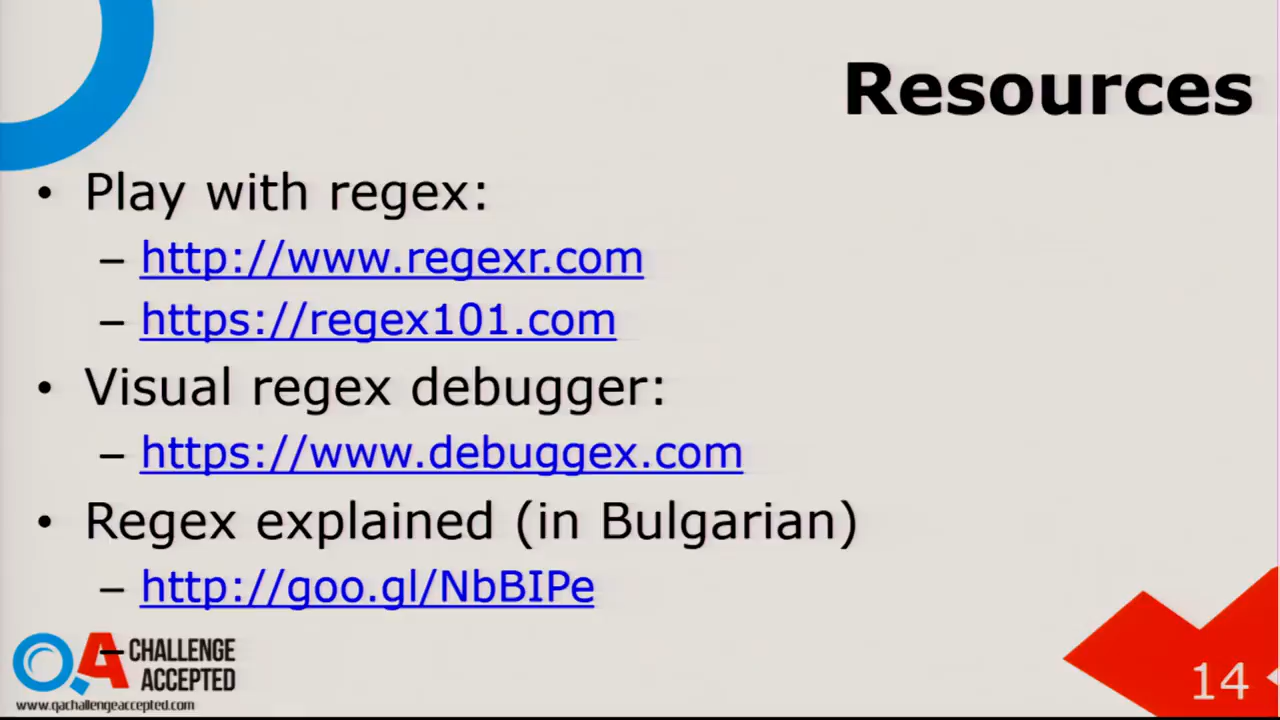 Resources
• Play with regex:
– http://www.regexr.com
– https://regex101.com
• Visual regex debugger:
– https://www.debuggex.com
• Regex explained (in Bulgarian)
– http://goo.gl/NbBIPe
–
QA CHALLENGE
ACCEPTED
www.qachallengeaccepted.com
14